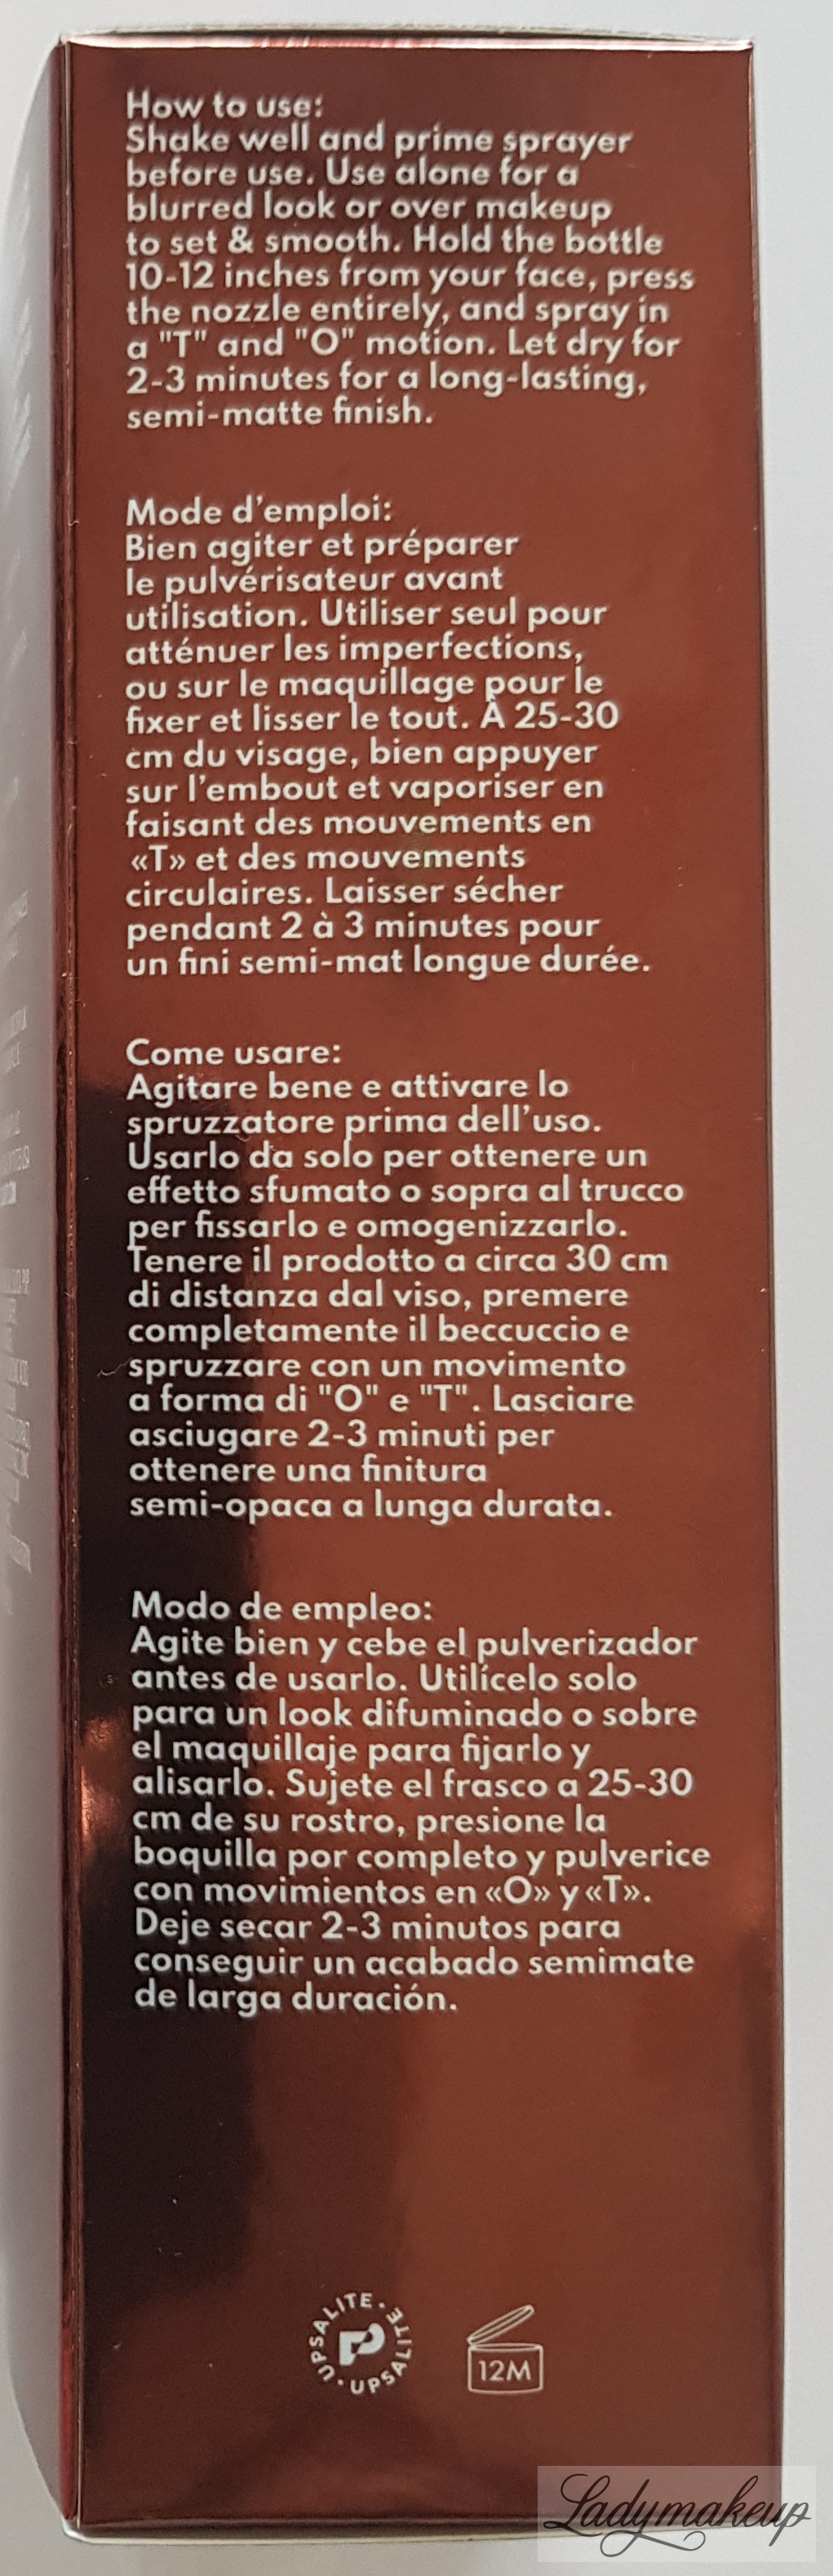 How to use:
Shake well and prime sprayer
before use. Use alone for a
blurred look or over makeup
to set & smooth. Hold the bottle
10-12 inches from your face, press
the nozzle entirely, and spray in
a "T" and "O" motion. Let dry for
2-3 minutes for a long-lasting,
semi-matte finish.
Mode d'emploi:
Bien agiter et préparer
le pulvérisateur avant
utilisation. Utiliser seul pour
atténuer les imperfections,
ou sur le maquillage pour le
fixer et lisser le tout. À 25-30
cm du visage, bien appuyer
sur l'embout et vaporiser en
faisant des mouvements en
«T» et des mouvements
circulaires. Laisser sécher
pendant 2 à 3 minutes pour
un fini semi-mat longue durée.
Come usare:
Agitare bene e attivare lo
spruzzatore prima dell'uso.
Usarlo da solo per ottenere un
effetto sfumato o sopra al trucco
per fissarlo e omogenizzarlo.
Tenere il prodotto a circa 30 cm
di distanza dal viso, premere
completamente il beccuccio e
spruzzare con un movimento
a forma di "O" e "T". Lasciare
asciugare 2-3 minuti per
ottenere una finitura
semi-opaca a lunga durata.
Modo de empleo:
Agite bien y cebe el pulverizador
antes de usarlo. Utilícelo solo
para un look difuminado o sobre
el maquillaje para fijarlo y
alisarlo. Sujete el frasco a 25-30
cm de su rostro, presione la
boquilla por completo y pulverice
con movimientos en «O» y «T».
Deje secar 2-3 minutos para
conseguir un acabado semimate
de larga duración.
UPSALITE · UPSALITE ·
12M
Ladymakeup